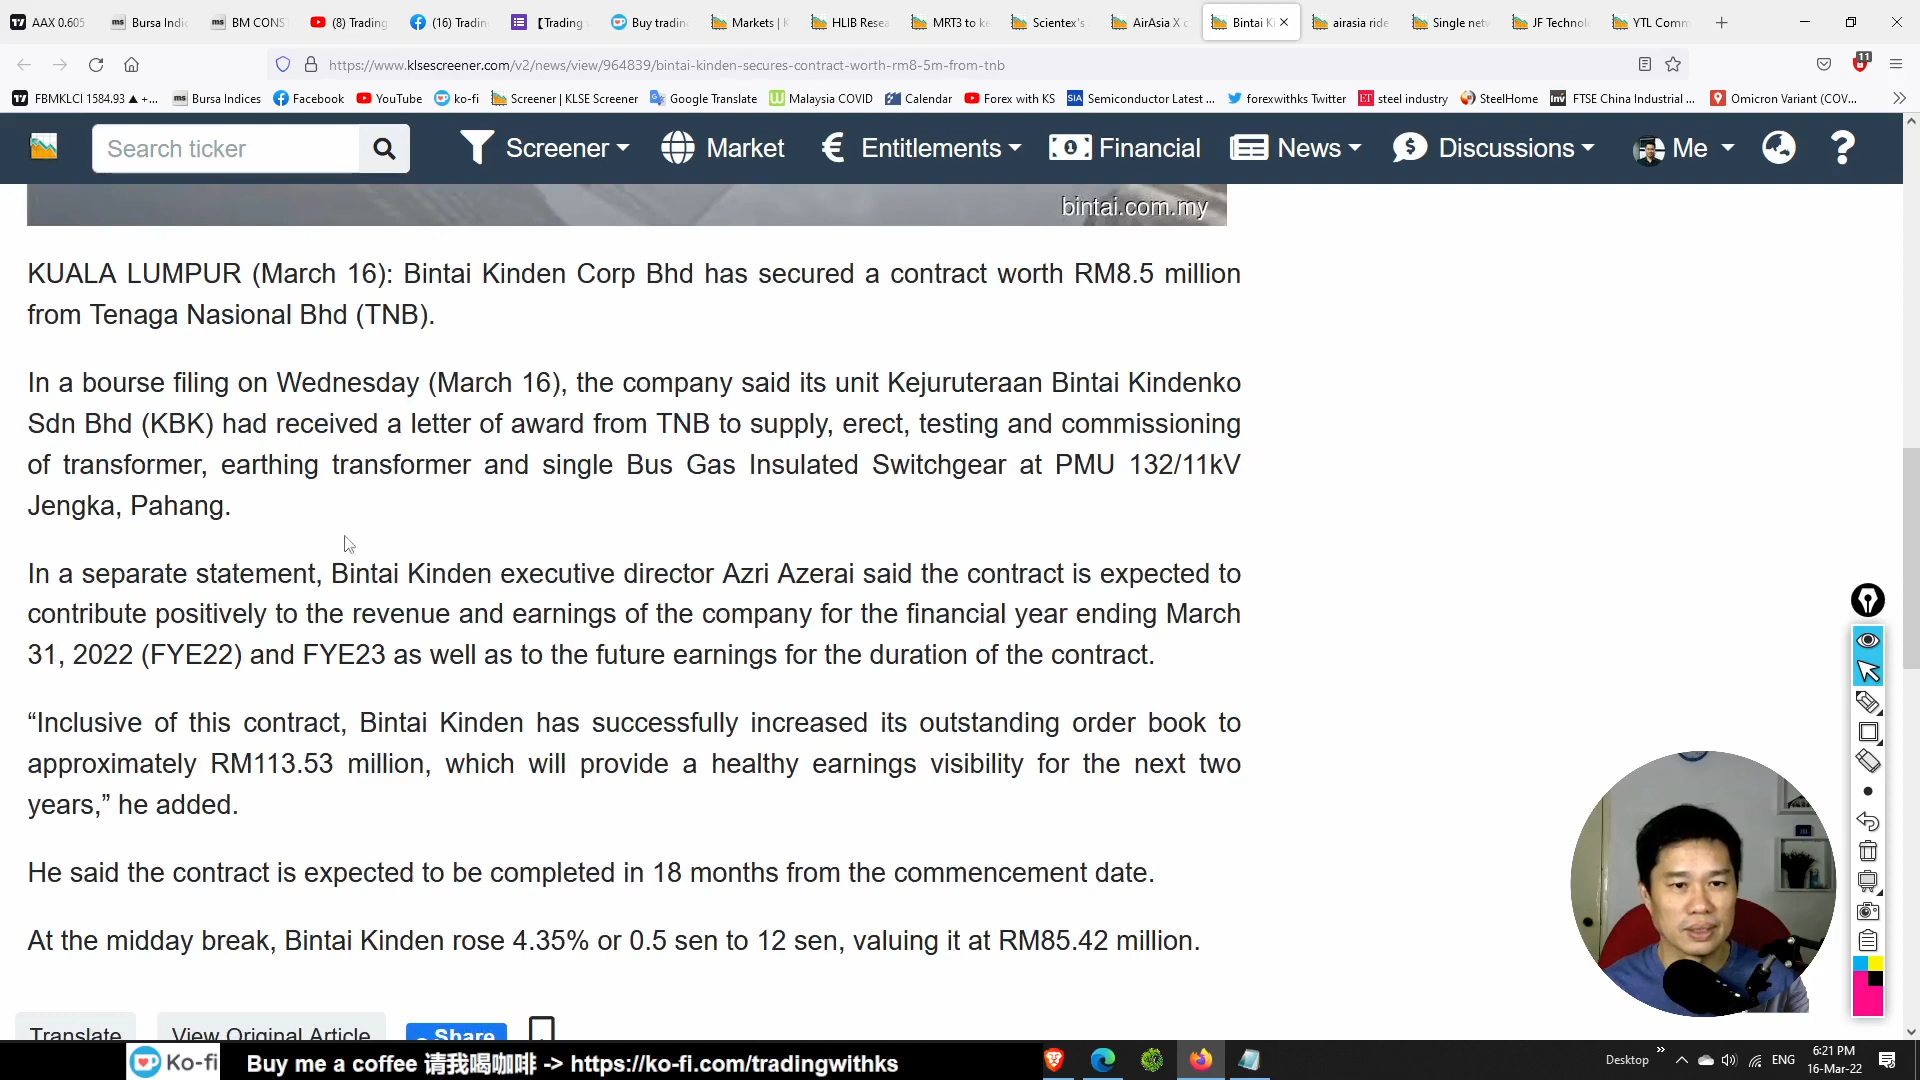 AAX 0.605
Bursa Indi
BM CONS
(8) Trading
(16) Tradin
【Trading
Buy trading
Markets | K
HLIB Resea
MRT3 to k
Scientex's
AirAsia X
Bintai Ki
airasia ride
Single netw
JF Technol
YTL Comm
https://www.klsescreener.com/v2/news/view/964839/bintai-kinden-secures-contract-worth-rm8-5m-from-tnb
11
FBMKLCI 1584.93 ▲ +...
Bursa Indices
Facebook
YouTube
ko-fi
Screener | KLSE Screener
Google Translate
Malaysia COVID
Calendar
Forex with KS
Semiconductor Latest ...
forexwithks Twitter
steel industry
SteelHome
FTSE China Industrial ...
Omicron Variant (COV...
Search ticker
Screener
Market
Entitlements
Financial
News
Discussions
Me
bintai.com.my
KUALA LUMPUR (March 16): Bintai Kinden Corp Bhd has secured a contract worth RM8.5 million
from Tenaga Nasional Bhd (TNB).
In a bourse filing on Wednesday (March 16), the company said its unit Kejuruteraan Bintai Kindenko
Sdn Bhd (KBK) had received a letter of award from TNB to supply, erect, testing and commissioning
of transformer, earthing transformer and single Bus Gas Insulated Switchgear at PMU 132/11kV
Jengka, Pahang.
In a separate statement, Bintai Kinden executive director Azri Azerai said the contract is expected to
contribute positively to the revenue and earnings of the company for the financial year ending March
31, 2022 (FYE22) and FYE23 as well as to the future earnings for the duration of the contract.
“Inclusive of this contract, Bintai Kinden has successfully increased its outstanding order book to
approximately RM113.53 million, which will provide a healthy earnings visibility for the next two
years,” he added.
He said the contract is expected to be completed in 18 months from the commencement date.
At the midday break, Bintai Kinden rose 4.35% or 0.5 sen to 12 sen, valuing it at RM85.42 million.
Translate
View Original Article
Share
Ko-fi
Buy me a coffee 请我喝咖啡 -> https://ko-fi.com/tradingwithks
Desktop
ENG
6:21 PM
16-Mar-22